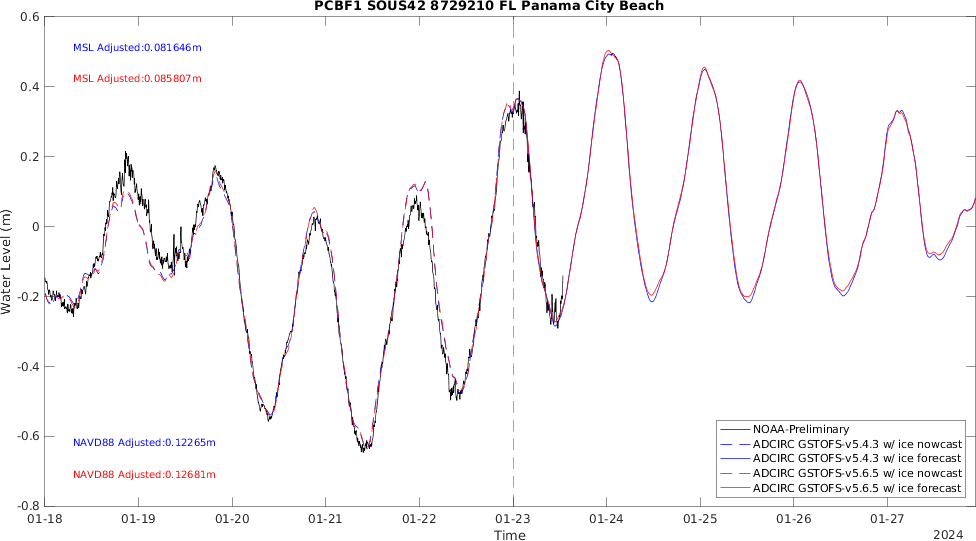 PCBF1 SOUS42 8729210 FL Panama City Beach
0.6
0.4
0.2
0
-0.2
-0.4
-0.6
-0.8
Water Level (m)
MSL Adjusted:0.081646m
MSL Adjusted:0.085807m
NAVD88 Adjusted:0.12265m
NAVD88 Adjusted:0.12681m
NOAA-Preliminary
ADCIRC GSTOFS-v5.4.3 w/ ice nowcast
ADCIRC GSTOFS-v5.4.3 w/ ice forecast
ADCIRC GSTOFS-v5.6.5 w/ ice nowcast
ADCIRC GSTOFS-v5.6.5 w/ ice forecast
01-18 01-19 01-20 01-21 01-22 01-23 01-24 01-25 01-26 01-27
Time
2024